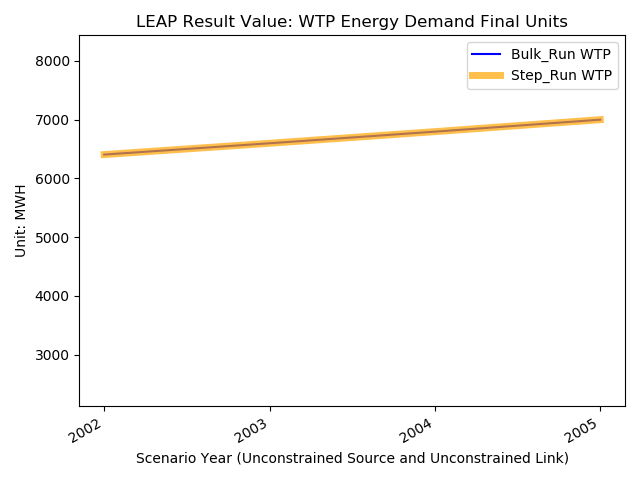 LEAP Result Value: WTP Energy Demand Final Units
Bulk_Run WTP
Step_Run WTP
8000
7000
6000
5000
4000
3000
Unit: MWH
2002
2003
2004
2005
Scenario Year (Unconstrained Source and Unconstrained Link)